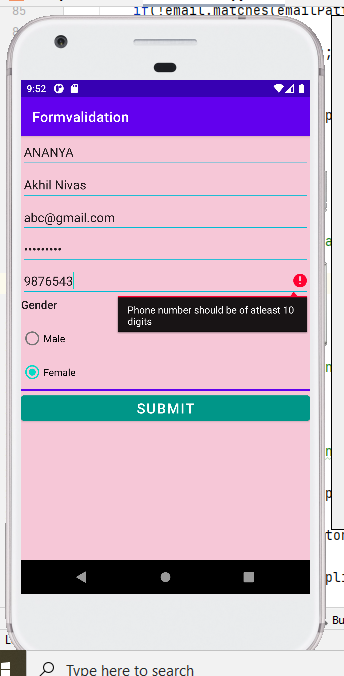 85
if(!email.matches(emailPat
9:52
Formvalidation
ANANYA
Akhil Nivas
abc@gmail.com
•••••••••
9876543
Phone number should be of atleast 10
digits
Gender
Male
Female
SUBMIT
Bu
Type here to search